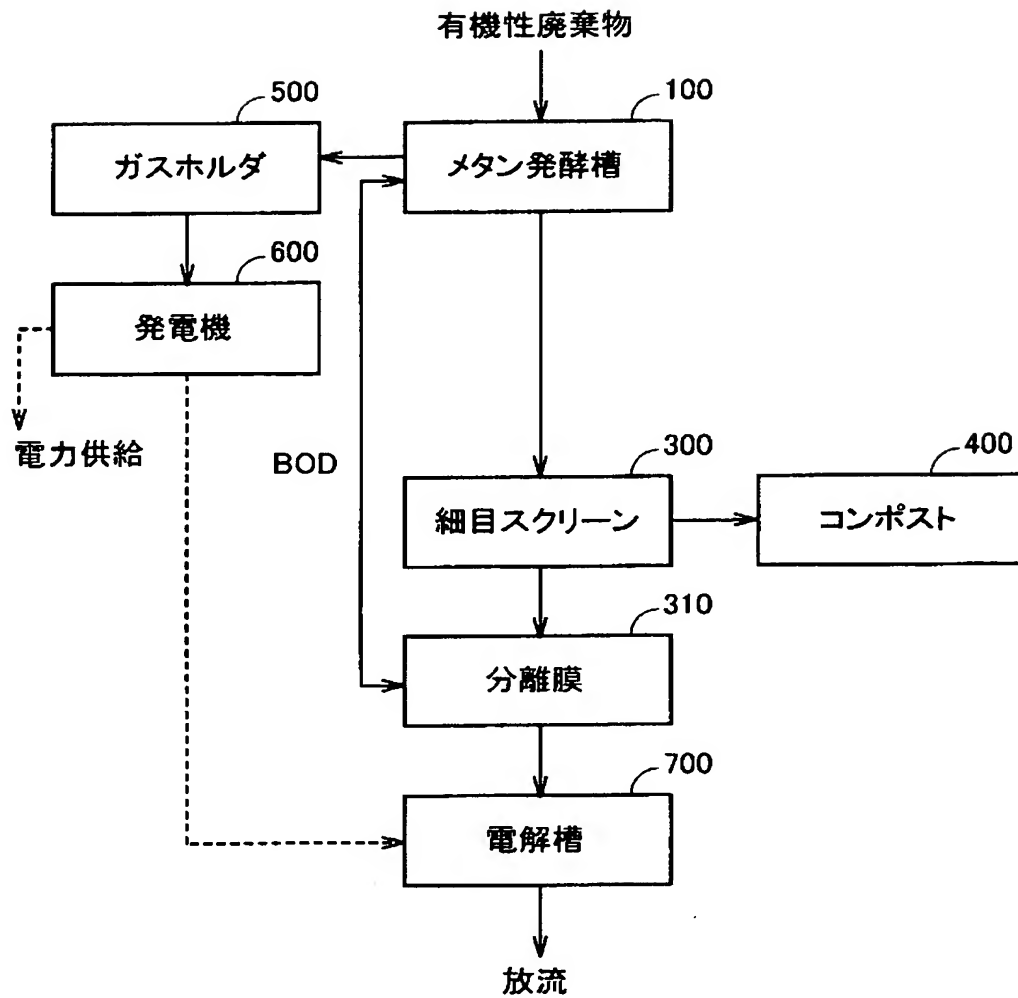 有機性廃棄物
500
100
ガスホルダ
メタン発酵槽
600
発電機
電力供給
BOD
300
400
細目スクリーン
コンポスト
310
分離膜
700
電解槽
放流